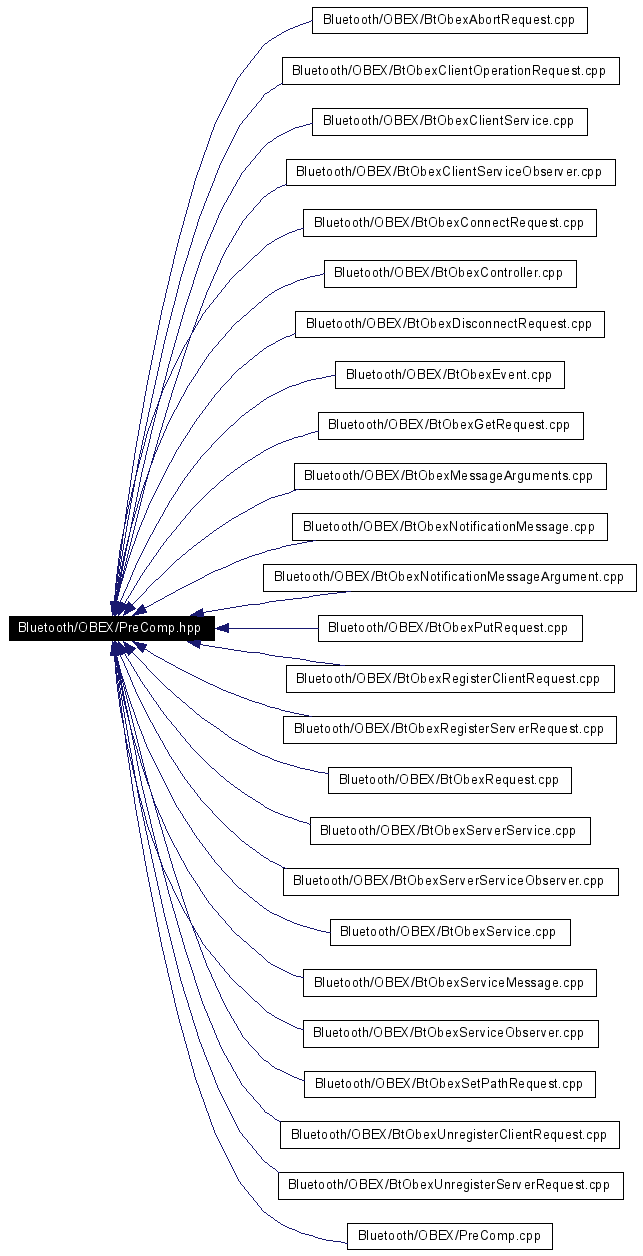 Bluetooth/OBEX/BtObexAbortRequest.cpp
Bluetooth/OBEX/BtObexClientOperationRequest.cpp
Bluetooth/OBEX/BtObexClientService.cpp
Bluetooth/OBEX/BtObexClientServiceObserver.cpp
Bluetooth/OBEX/BtObexConnectRequest.cpp
Bluetooth/OBEX/BtObexController.cpp
Bluetooth/OBEX/BtObexDisconnectRequest.cpp
Bluetooth/OBEX/BtObexEvent.cpp
Bluetooth/OBEX/BtObexGetRequest.cpp
Bluetooth/OBEX/BtObexMessageArguments.cpp
Bluetooth/OBEX/BtObexNotificationMessage.cpp
Bluetooth/OBEX/BtObexNotificationMessageArgument.cpp
Bluetooth/OBEX/PreComp.hpp
Bluetooth/OBEX/BtObexPutRequest.cpp
Bluetooth/OBEX/BtObexRegisterClientRequest.cpp
Bluetooth/OBEX/BtObexRegisterServerRequest.cpp
Bluetooth/OBEX/BtObexRequest.cpp
Bluetooth/OBEX/BtObexServerService.cpp
Bluetooth/OBEX/BtObexServerServiceObserver.cpp
Bluetooth/OBEX/BtObexService.cpp
Bluetooth/OBEX/BtObexServiceMessage.cpp
Bluetooth/OBEX/BtObexServiceObserver.cpp
Bluetooth/OBEX/BtObexSetPathRequest.cpp
Bluetooth/OBEX/BtObexUnregisterClientRequest.cpp
Bluetooth/OBEX/BtObexUnregisterServerRequest.cpp
Bluetooth/OBEX/PreComp.cpp